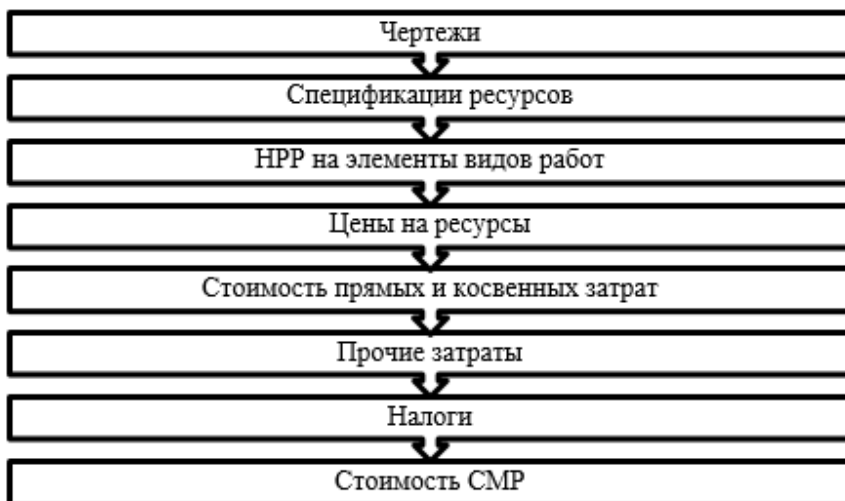 Чертежи
Спецификации ресурсов
НРР на элементы видов работ
Цены на ресурсы
Стоимость прямых и косвенных затрат
Прочие затраты
Налоги
Стоимость СМР